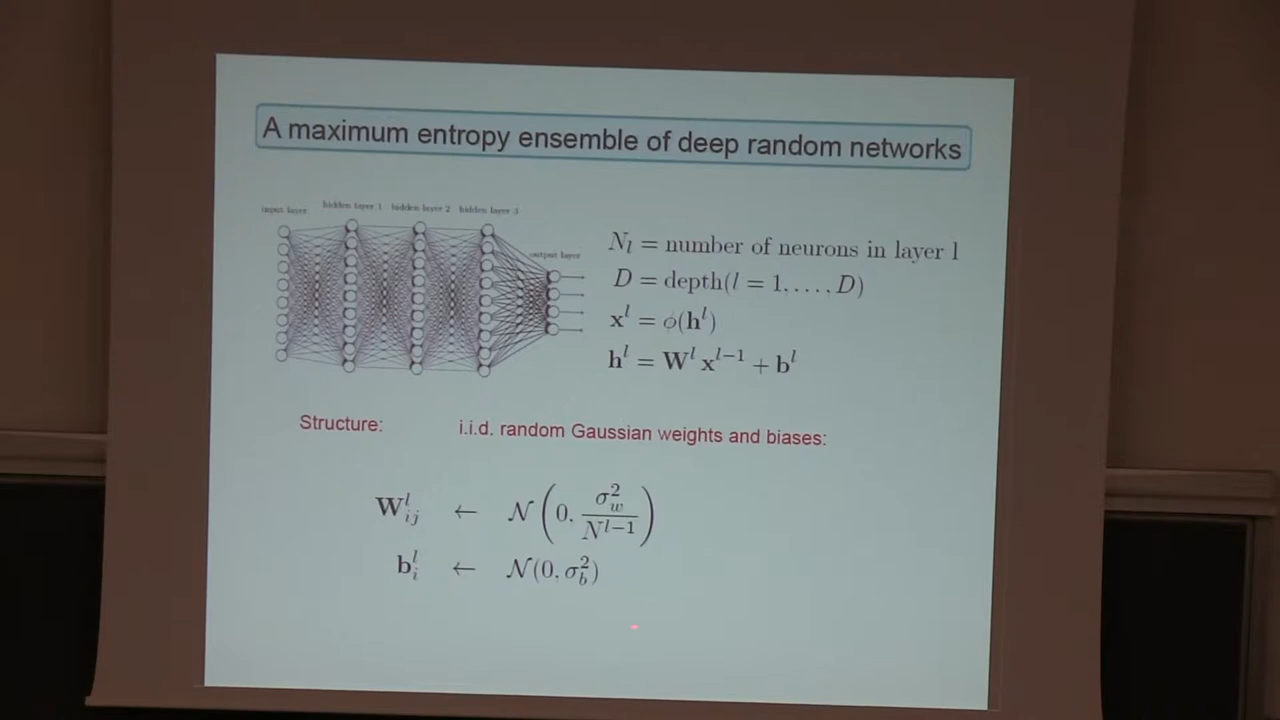 A maximum entropy ensemble of deep random networks
input layer
hidden layer 1
hidden layer 2
hidden layer 3
output layer
N_l = number of neurons in layer l
D = depth(l = 1, . . . , D)
x^l = ϕ(h^l)
h^l = W^l x^{l−1} + b^l
Structure:
i.i.d. random Gaussian weights and biases:
W^l_{ij} ← N(0, σ_w^2 / N^{l−1})
b^l_i ← N(0, σ_b^2)